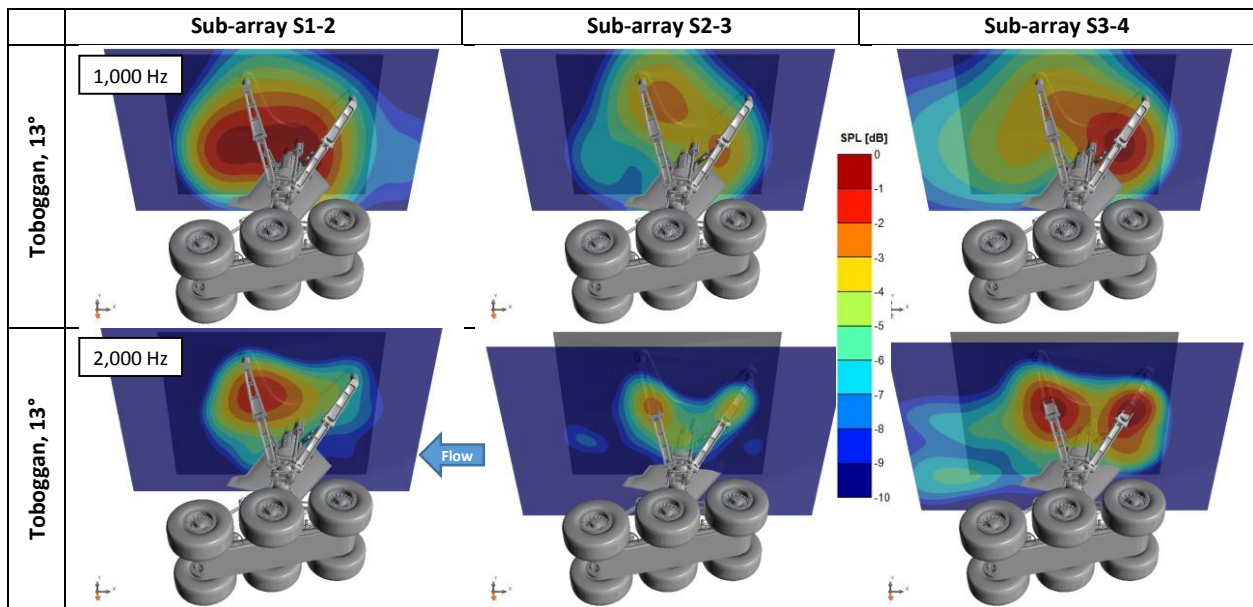 Sub-array S1-2
Sub-array S2-3
Sub-array S3-4
Toboggan, 13°
1,000 Hz
SPL [dB]
0
-1
-2
-3
-4
-5
-6
-7
-8
-9
-10
Toboggan, 13°
2,000 Hz
Flow
Y
X
Y
X
X
Y
X
Y
X
Y
X